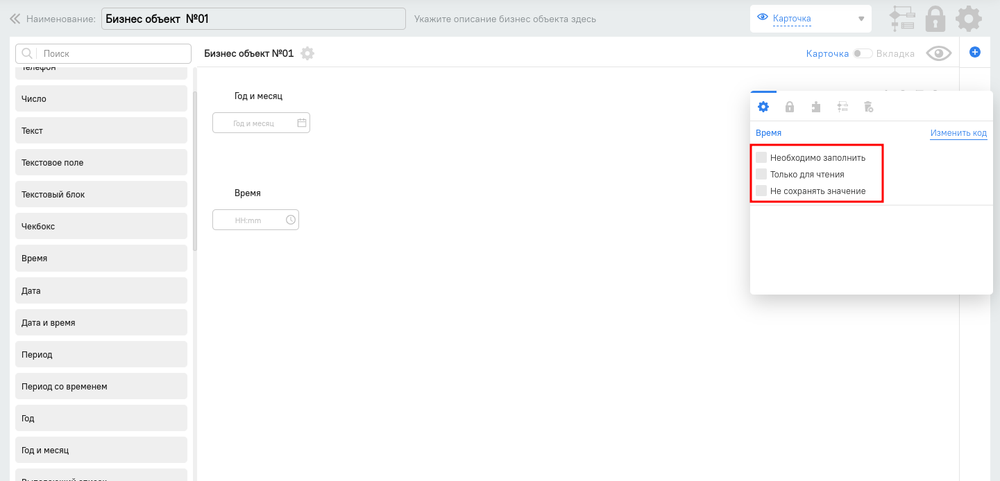 Наименование: Бизнес объект №01 Укажите описание бизнес объекта здесь Карточка
Поиск
Бизнес объект №01
Карточка Вкладка
Телефон
Число
Текст
Текстовое поле
Текстовый блок
Чекбокс
Время
Дата
Дата и время
Период
Период со временем
Год
Год и месяц
Выпадающий список
Год и месяц
Год и месяц
Время
HH:mm
Время Изменить код
Необходимо заполнить
Только для чтения
Не сохранять значение